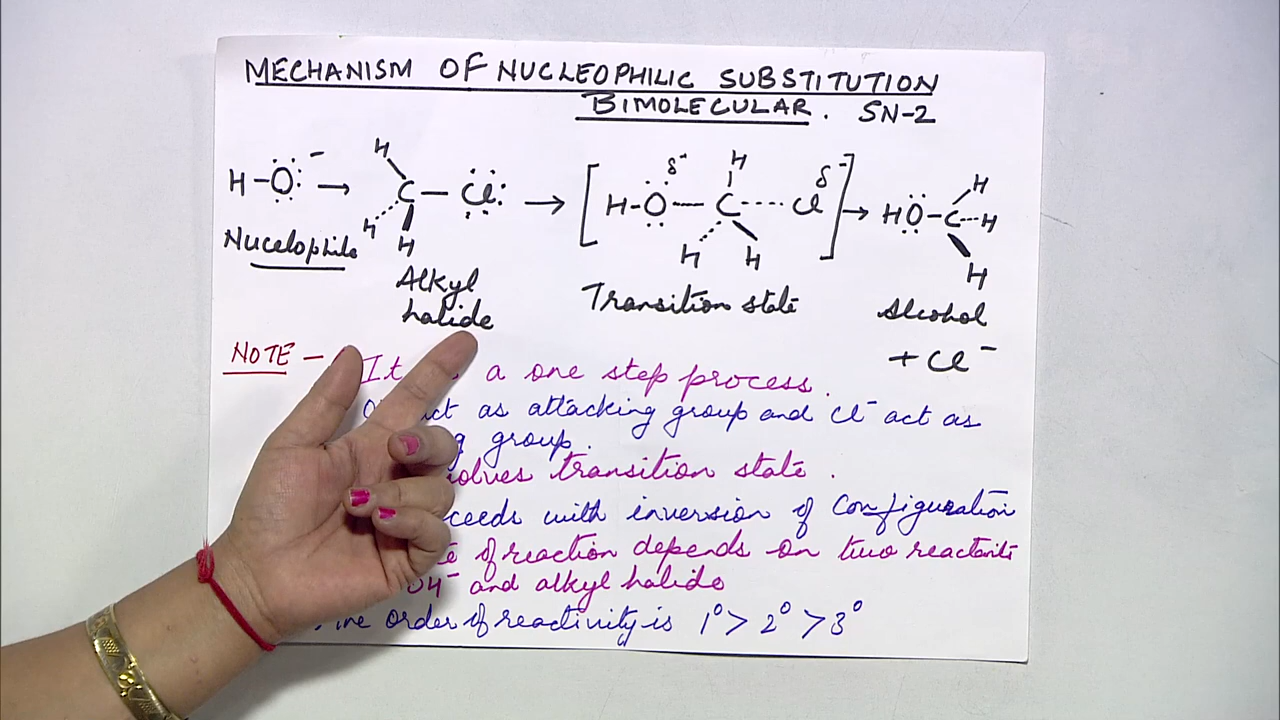 MECHANISM OF NUCLEOPHILIC SUBSTITUTION
BIMOLECULAR. SN-2
H-O:⁻ → H H H C-Cl: → [H-O δ⁻ C H H H Cl δ⁻] → HO-C H H H
Nucelophile
Alkyl halide
Transition state
Alcohol
+ Cl⁻
NOTE - It a one step process.
act as attacking group and Cl⁻ act as
group.
transition state.
with inversion of Configuration
of reaction depends on two reactants
and alkyl halide
order of reactivity is 1° > 2° > 3°